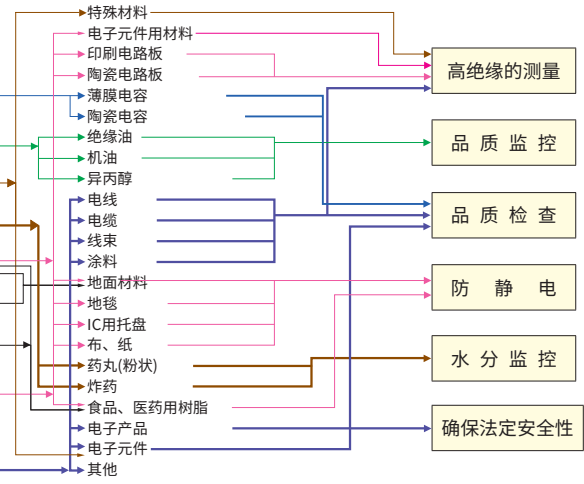 特殊材料
电子元件用材料
印刷电路板
陶瓷电路板
薄膜电容
陶瓷电容
绝缘油
机油
异丙醇
电线
电缆
线束
涂料
地面材料
地毯
IC用托盘
布、纸
药丸(粉状)
炸药
食品、医药用树脂
电子产品
电子元件
其他
高绝缘的测量
品质监控
品质检查
防静电
水分监控
确保法定安全性